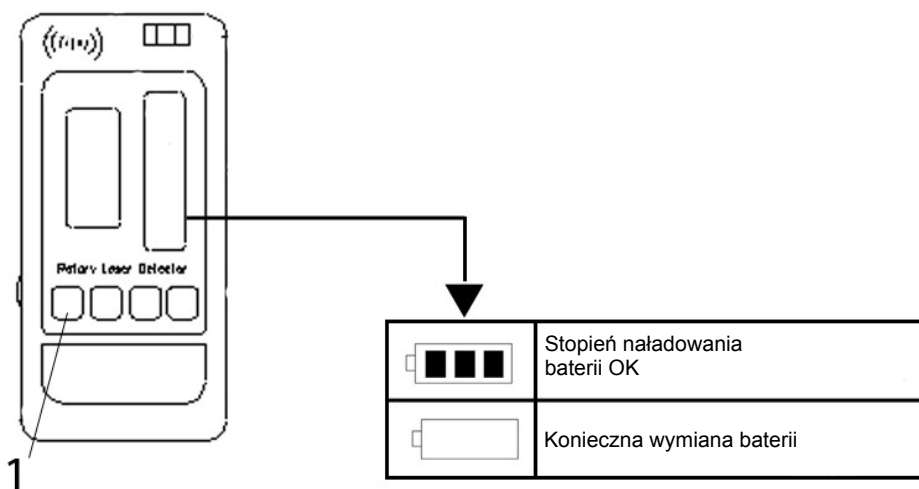 Rotary Laser Detector
Stopień naładowania
baterii OK
Konieczna wymiana baterii
1